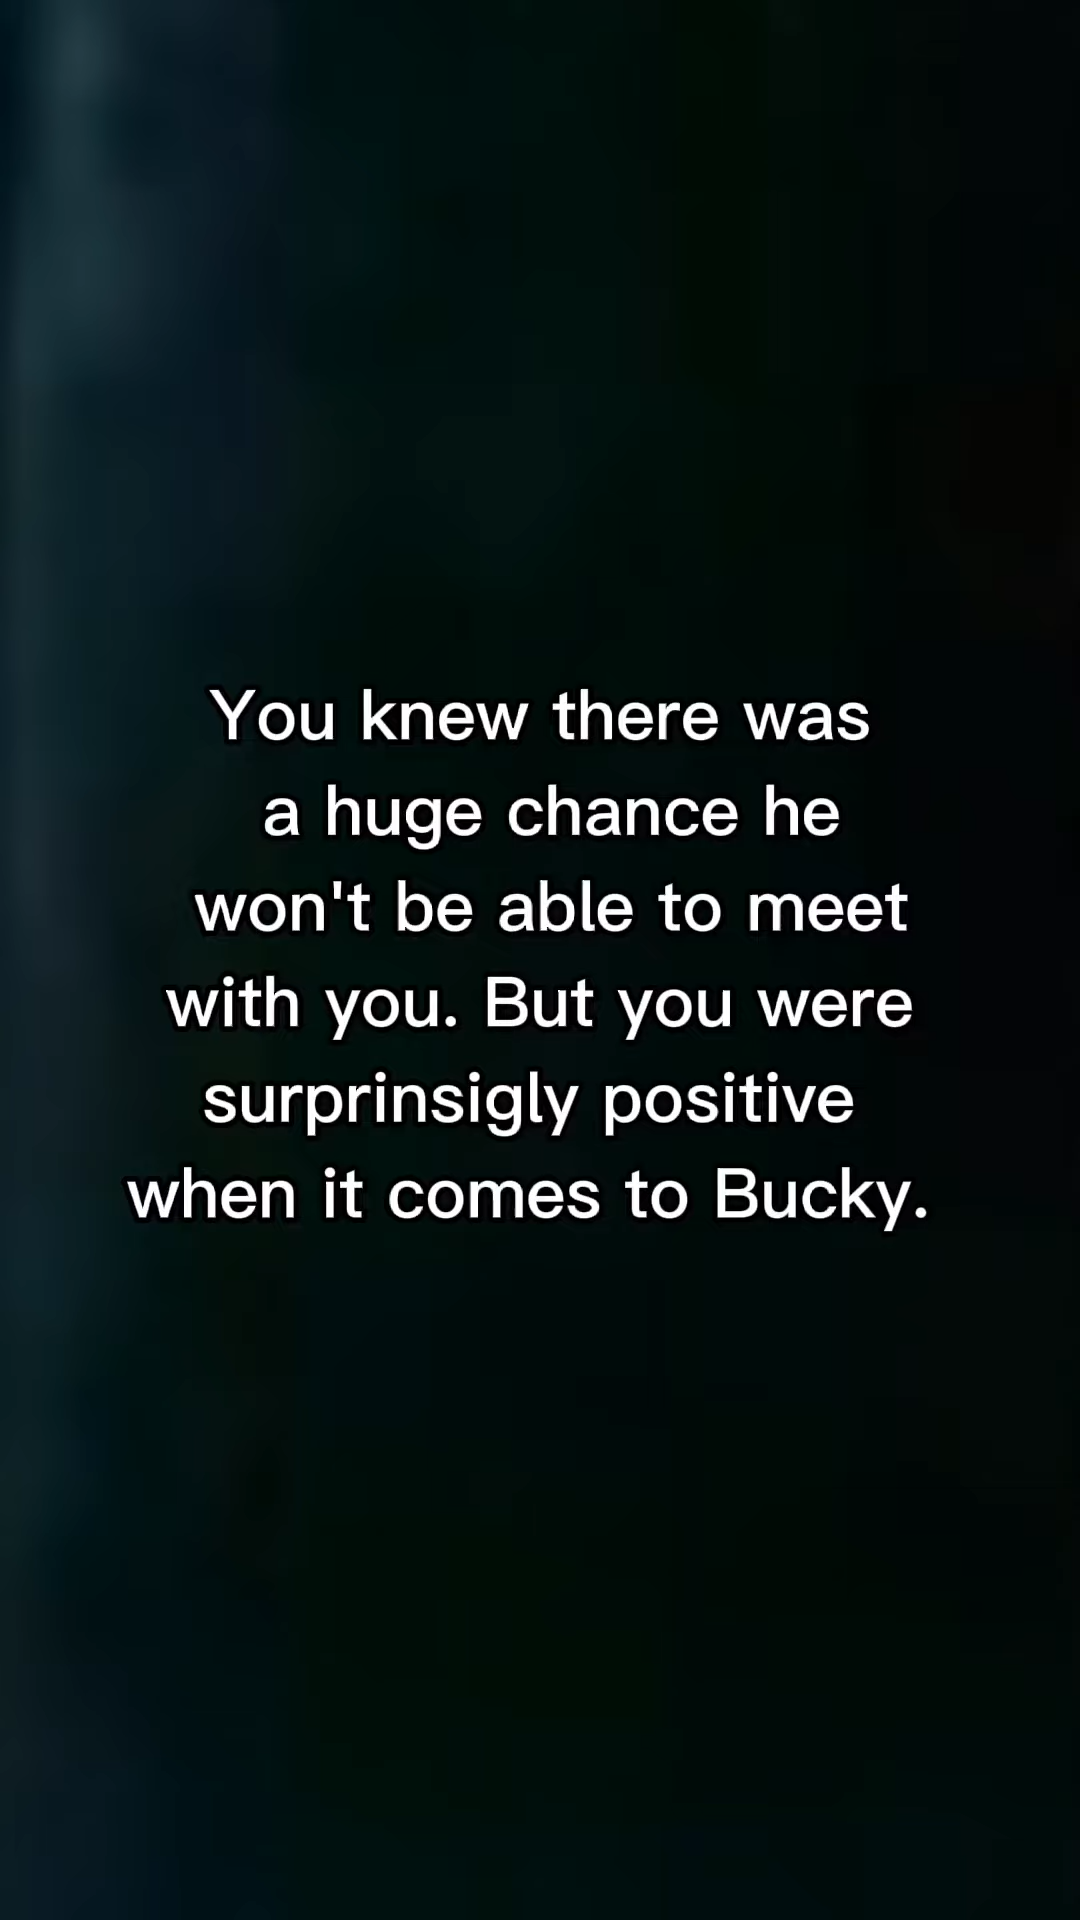 You knew there was
a huge chance he
won't be able to meet
with you. But you were
surprinsigly positive
when it comes to Bucky.